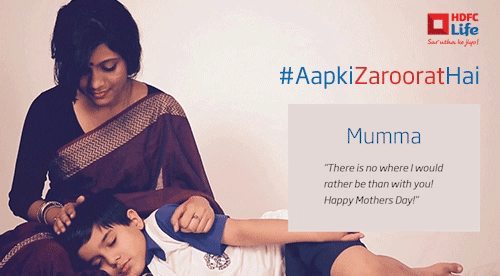 HDFC
Life
Sar utha ke jiyo!
#AapkiZarooratHai
Mumma
"There is no where I would
rather be than with you!
Happy Mothers Day!"